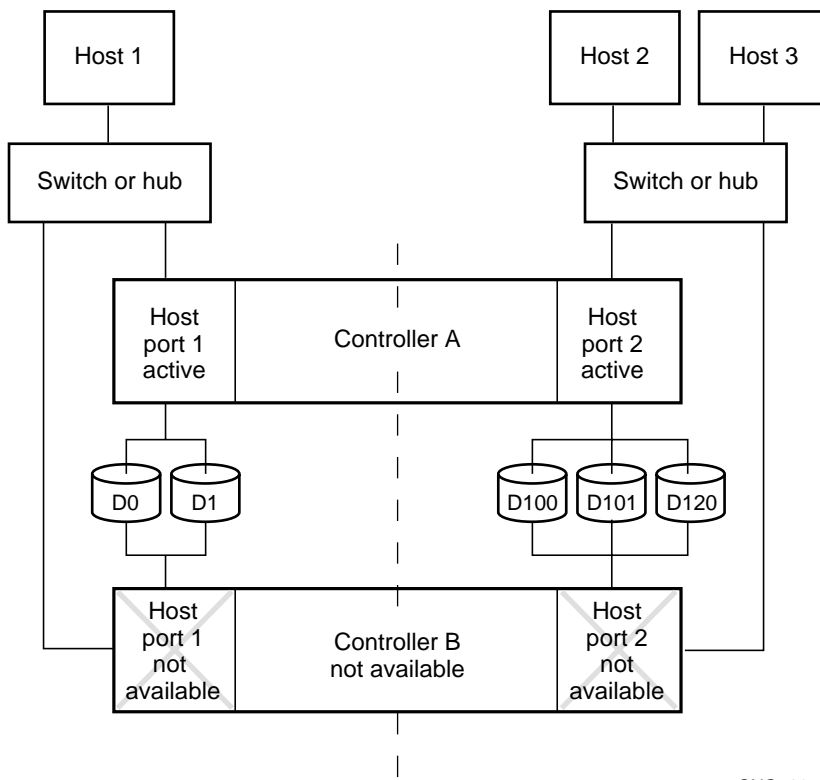 Host 1
Host 2
Host 3
Switch or hub
Switch or hub
Host
port 1
active
Controller A
Host
port 2
active
D0
D1
D100
D101
D120
Host
port 1
not
available
Controller B
not available
Host
port 2
not
available